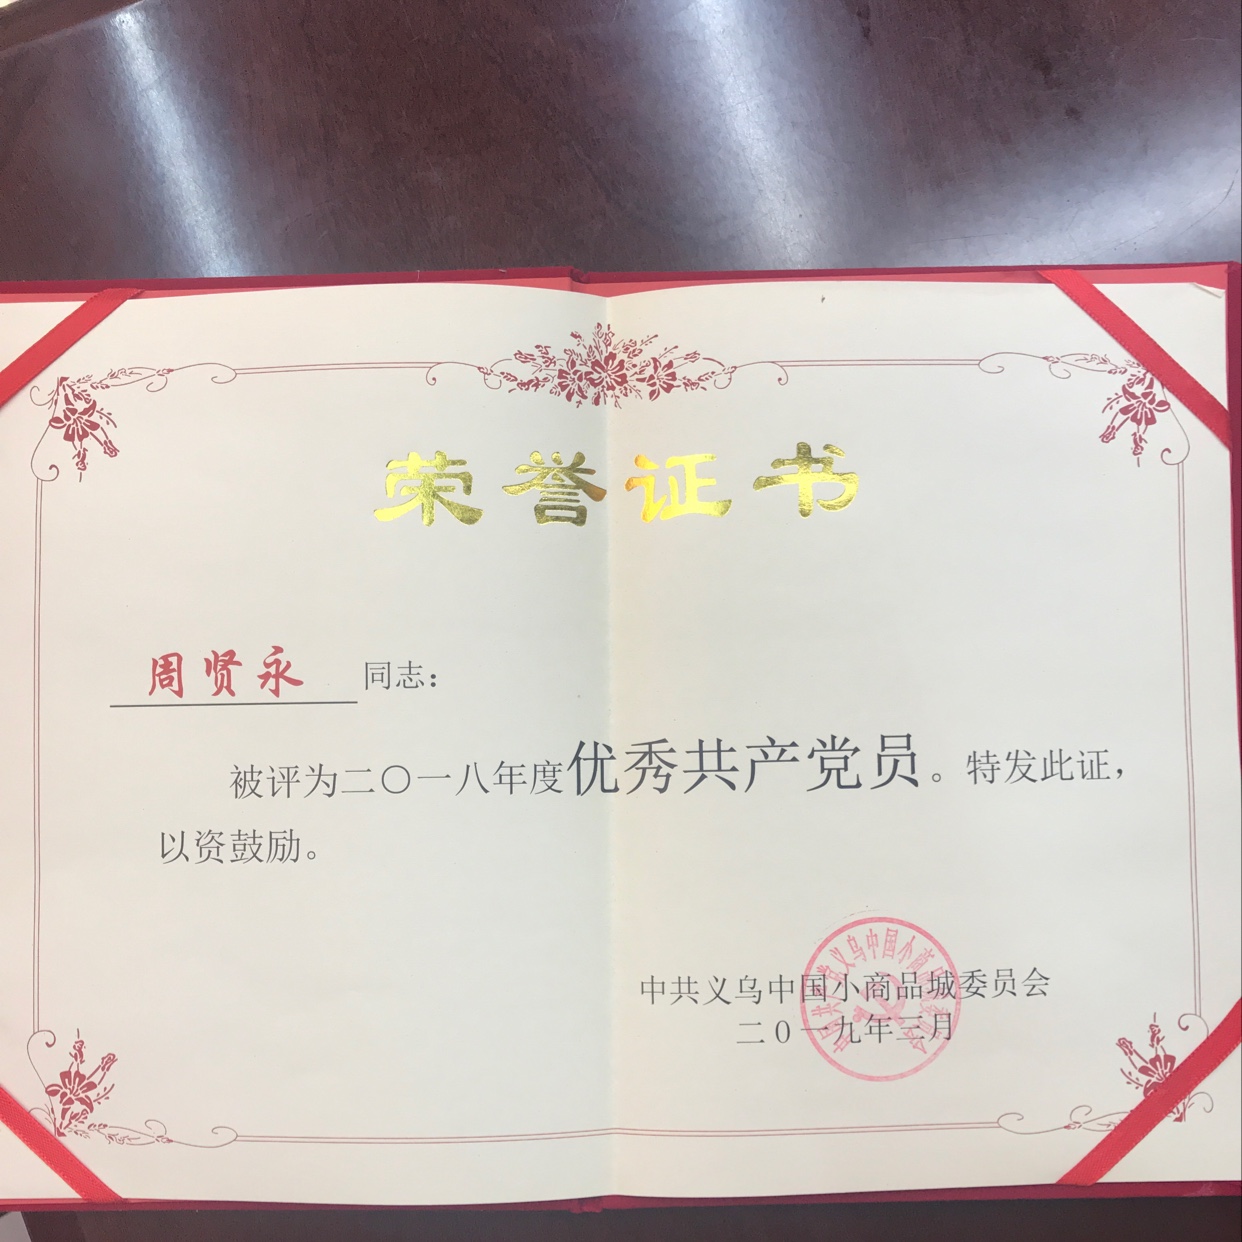 荣誉证书
周贤永 同志：
被评为二〇一八年度优秀共产党员。特发此证，
以资鼓励。
中共义乌中国小商品城委员会
二0一九年三月